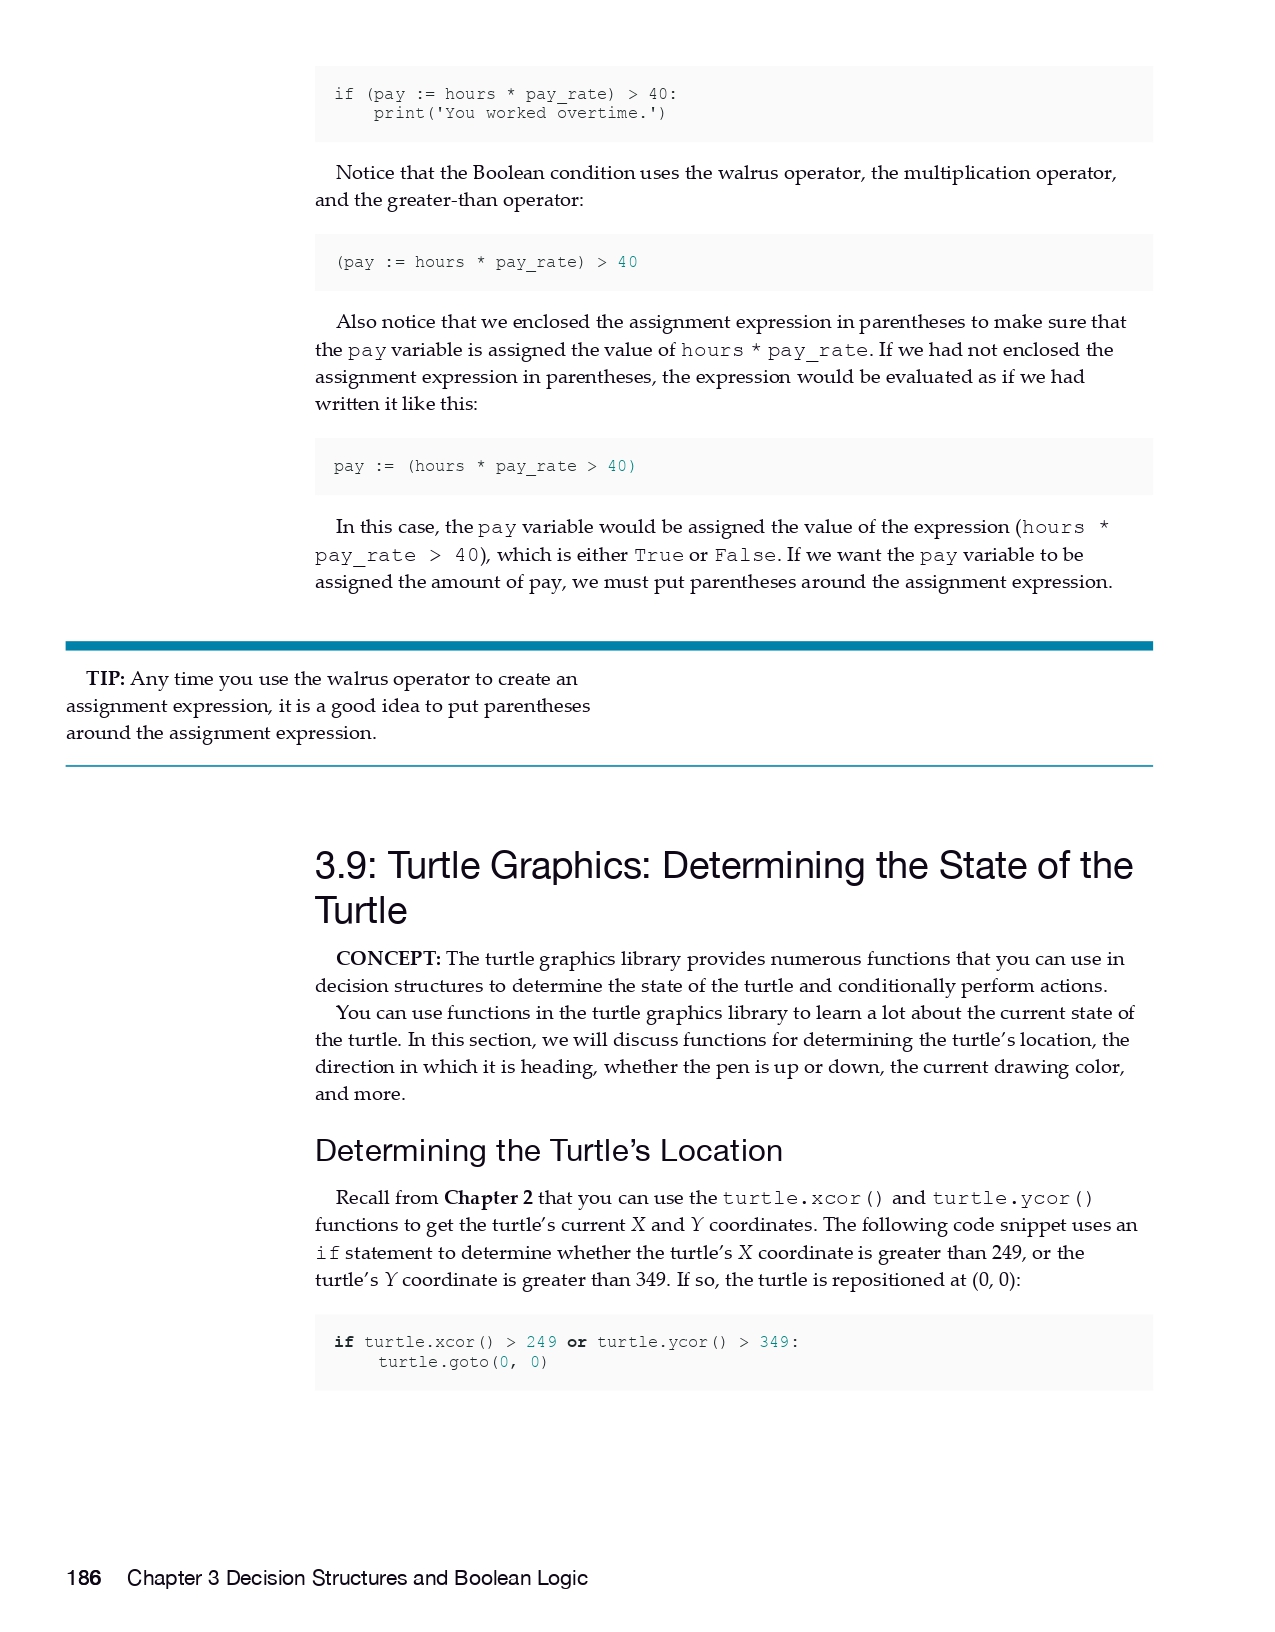 if (pay := hours * pay_rate) > 40:
    print('You worked overtime.')
Notice that the Boolean condition uses the walrus operator, the multiplication operator,
and the greater-than operator:
(pay := hours * pay_rate) > 40
Also notice that we enclosed the assignment expression in parentheses to make sure that
the pay variable is assigned the value of hours * pay_rate. If we had not enclosed the
assignment expression in parentheses, the expression would be evaluated as if we had
written it like this:
pay := (hours * pay_rate > 40)
In this case, the pay variable would be assigned the value of the expression (hours *
pay_rate > 40), which is either True or False. If we want the pay variable to be
assigned the amount of pay, we must put parentheses around the assignment expression.
TIP: Any time you use the walrus operator to create an
assignment expression, it is a good idea to put parentheses
around the assignment expression.
3.9: Turtle Graphics: Determining the State of the
Turtle
CONCEPT: The turtle graphics library provides numerous functions that you can use in
decision structures to determine the state of the turtle and conditionally perform actions.
You can use functions in the turtle graphics library to learn a lot about the current state of
the turtle. In this section, we will discuss functions for determining the turtle's location, the
direction in which it is heading, whether the pen is up or down, the current drawing color,
and more.
Determining the Turtle's Location
Recall from Chapter 2 that you can use the turtle.xcor() and turtle.ycor()
functions to get the turtle's current X and Y coordinates. The following code snippet uses an
if statement to determine whether the turtle's X coordinate is greater than 249, or the
turtle's Y coordinate is greater than 349. If so, the turtle is repositioned at (0, 0):
if turtle.xcor() > 249 or turtle.ycor() > 349:
    turtle.goto(0, 0)
186 Chapter 3 Decision Structures and Boolean Logic